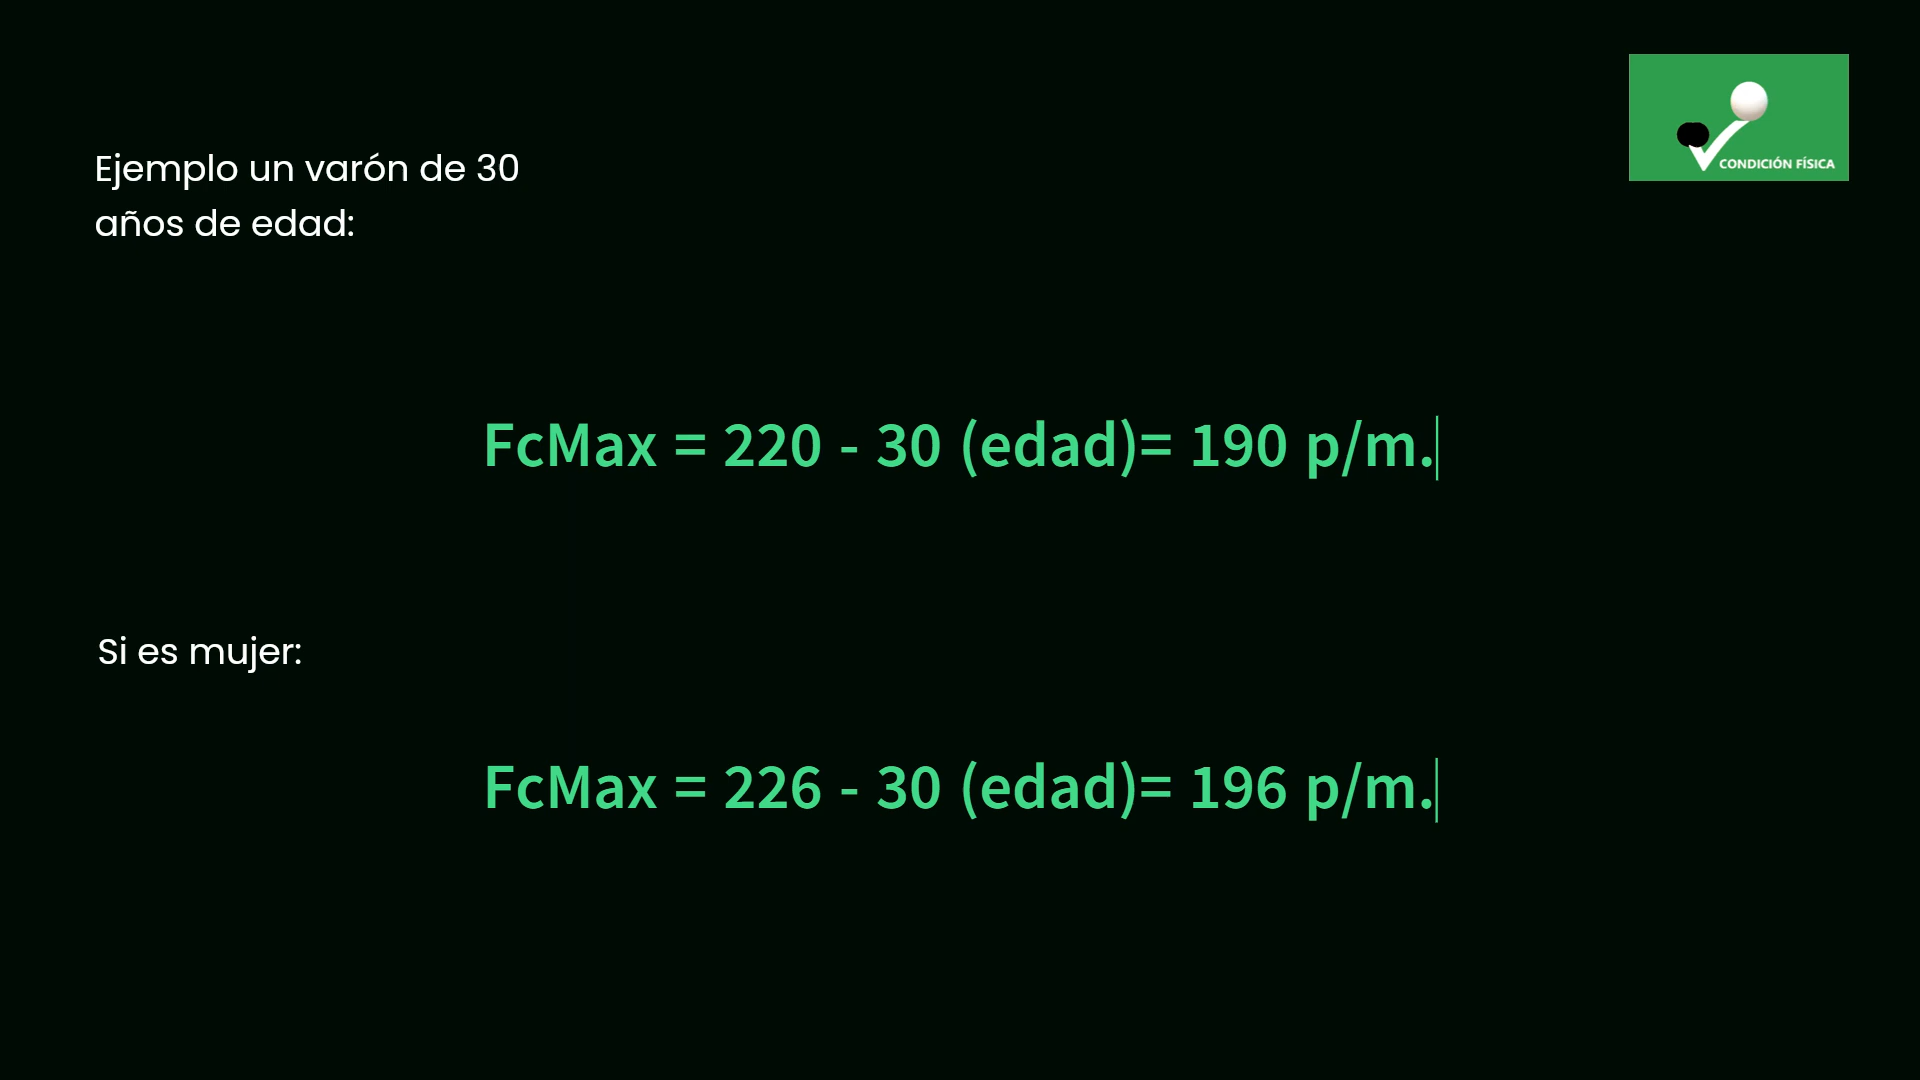 CONDICIÓN FÍSICA
Ejemplo un varón de 30
años de edad:
FcMax = 220 - 30 (edad)= 190 p/m.
Si es mujer:
FcMax = 226 - 30 (edad)= 196 p/m.